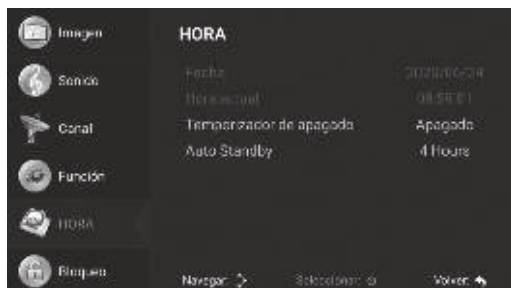 Imagen
Sonido
Canal
Función
HORA
Bloqueo
HORA
Fecha 2020/06/24
Hora actual
Temporizador de apagado Apagado
Auto Standby 4 Hours
Navegar: Seleccionar: Volver: